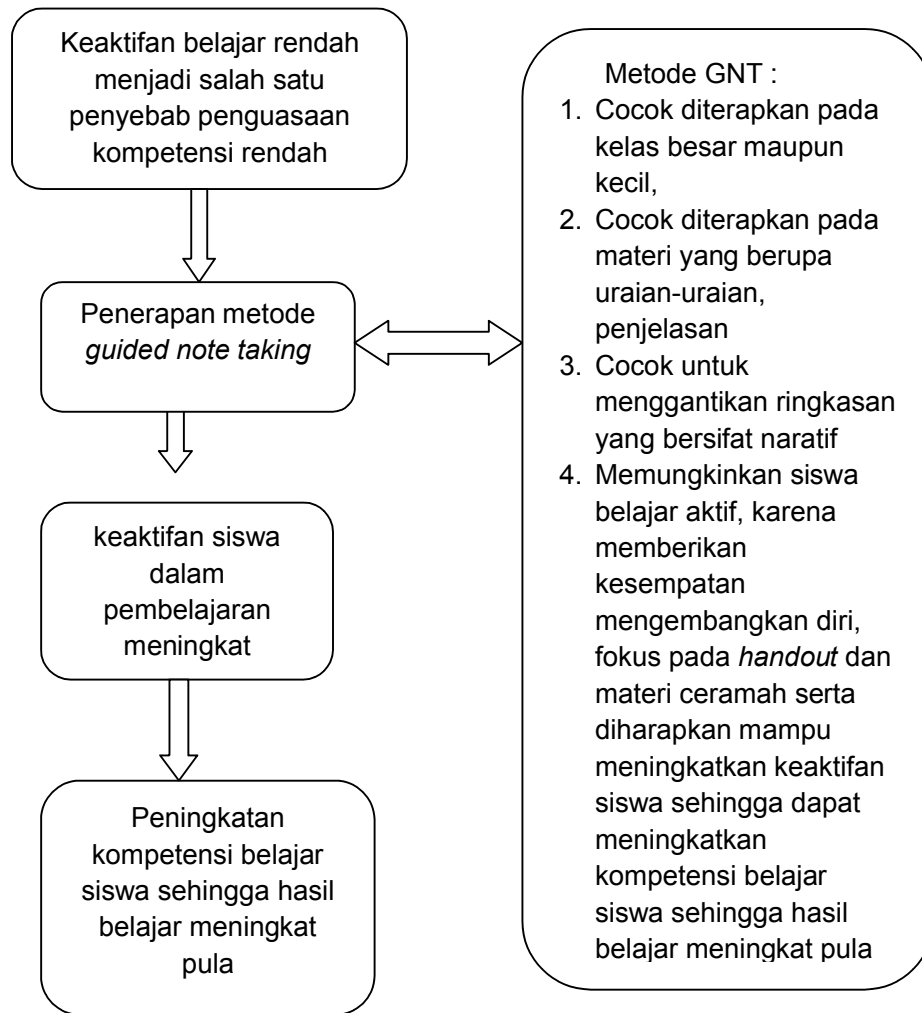 Keaktifan belajar rendah
menjadi salah satu
penyebab penguasaan
kompetensi rendah
Penerapan metode
guided note taking
keaktifan siswa
dalam
pembelajaran
meningkat
Peningkatan
kompetensi belajar
siswa sehingga hasil
belajar meningkat
pula
Metode GNT :
1. Cocok diterapkan pada
kelas besar maupun
kecil,
2. Cocok diterapkan pada
materi yang berupa
uraian-uraian,
penjelasan
3. Cocok untuk
menggantikan ringkasan
yang bersifat naratif
4. Memungkinkan siswa
belajar aktif, karena
memberikan
kesempatan
mengembangkan diri,
fokus pada handout dan
materi ceramah serta
diharapkan mampu
meningkatkan keaktifan
siswa sehingga dapat
meningkatkan
kompetensi belajar
siswa sehingga hasil
belajar meningkat pula